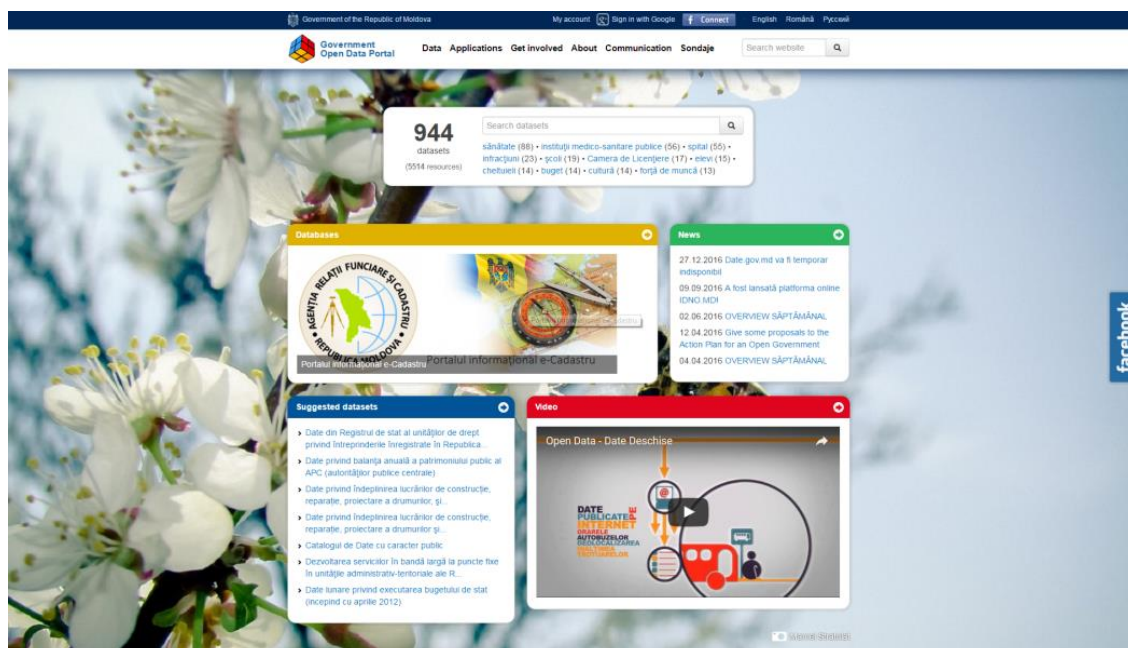 Government of the Republic of Moldova
My account Sign in with Google Connect English Română Русский
Government
Open Data Portal
Data Applications Get involved About Communication Sondaje
Search website
944
datasets
(5514 resources)
Search datasets
sănătate (88) • instituţii medico-sanitare publice (56) • spital (55) •
infracţiuni (23) • şcoli (19) • Camera de Licenţiere (17) • elevi (15) •
cheltuieli (14) • buget (14) • cultură (14) • forţă de muncă (13)
Databases
AGENŢIA RELAŢII FUNCIARE ŞI CADASTRU
REPUBLICA MOLDOVA
Portalul informaţional e-Cadastru
Portalul informaţional e-Cadastru
News
27.12.2016 Date.gov.md va fi temporar
indisponibil
09.09.2016 A fost lansată platforma online
IDNO.MD!
02.06.2016 OVERVIEW SĂPTĂMÂNAL
12.04.2016 Give some proposals to the
Action Plan for an Open Government
04.04.2016 OVERVIEW SĂPTĂMÂNAL
facebook
Suggested datasets
Date din Registrul de stat al unităţilor de drept
privind întreprinderile înregistrate în Republica...
Date privind balanţa anuală a patrimoniului public al
APC (autorităţilor publice centrale)
Date privind îndeplinirea lucrărilor de construcţie,
reparaţie, proiectare a drumurilor, şi...
Date privind îndeplinirea lucrărilor de construcţie,
reparaţie, proiectare a drumurilor şi...
Catalogul de Date cu caracter public
Dezvoltarea serviciilor în bandă largă la puncte fixe
în unităţile administrativ-teritoriale ale R...
Date lunare privind executarea bugetului de stat
(incepind cu aprilie 2012)
Video
Open Data - Date Deschise
DATE
PUBLICATE PE
INTERNET
ORARELE
AUTOBUZELOR
GEOLOCALIZAREA